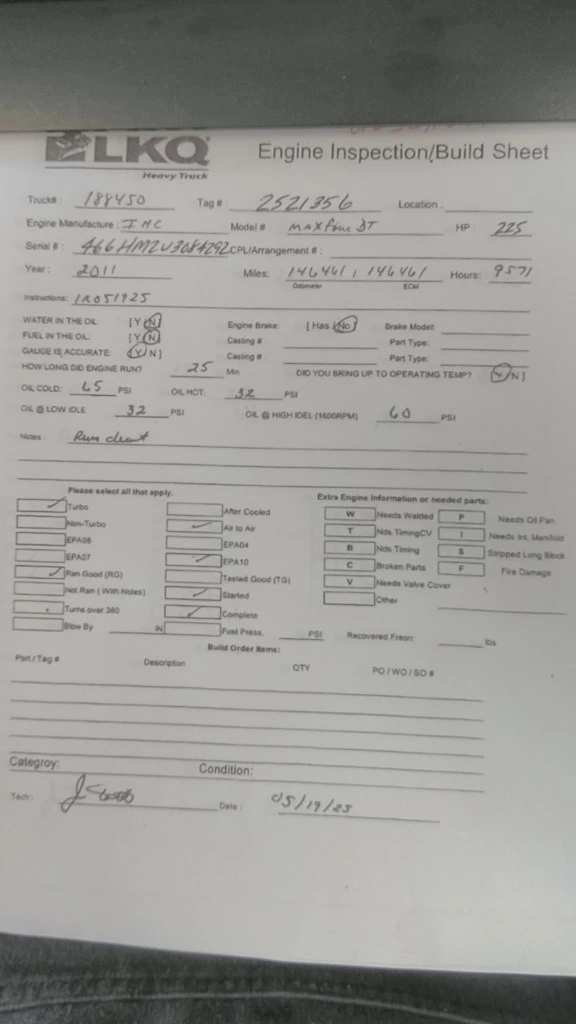 LKQ Engine Inspection/Build Sheet
Heavy Truck
Truck#: 188450 Tag # 2521356 Location:
Engine Manufacture: IHC Model # MAXForce DT HP 225
Serial #: 466HM2U3084292 CPL/Arrangement #:
Year: 2011 Miles: 146461, 146461 Hours: 9571
Odometer ECM
Instructions: IR051925
WATER IN THE OIL: [Y/N] Engine Brake: [Has/No] Brake Model:
FUEL IN THE OIL: [Y/N] Casting # Part Type:
GAUGE IS ACCURATE: [Y/N] Casting # Part Type:
HOW LONG DID ENGINE RUN? 25 Min DID YOU BRING UP TO OPERATING TEMP? [Y/N]
OIL COLD: 65 PSI OIL HOT: 32 PSI
OIL @ LOW IDLE 32 PSI OIL @ HIGH IDEL (1600RPM) 60 PSI
Notes: Run
Please select all that apply. Extra Engine Information or needed parts:
Turbo After Cooled W Needs Welded P Needs Oil Pan
Non-Turbo Air to Air T Nds TimingCV I Needs Int. Manifold
EPA98 EPA04 B Nds Timing S Stripped Long Block
EPA07 EPA10 C Broken Parts F Fire Damage
Ran Good (RG) Tested Good (TG) V Needs Valve Cover
Not Ran (With Notes) Started Other
Turns over 360 Complete
Blow By IN Fuel Press. PSI Recovered Freon: lbs
Build Order Items:
Part/Tag # Description QTY PO/WO/SO #
Categroy: Condition:
Tech: Date: 05/19/25